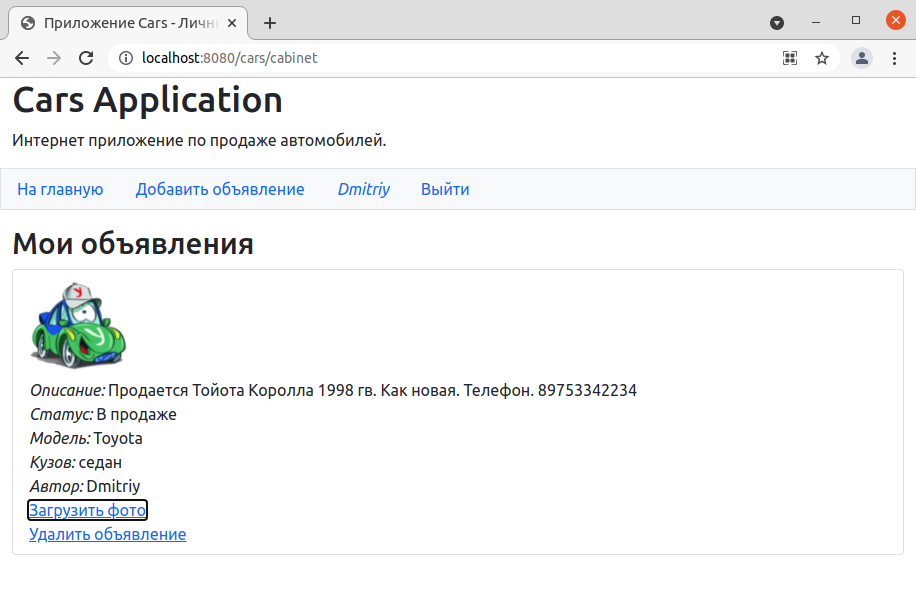 Приложение Cars - Личн
localhost:8080/cars/cabinet
Cars Application
Интернет приложение по продаже автомобилей.
На главную Добавить объявление Dmitriy Выйти
Мои объявления
У
Описание: Продается Тойота Королла 1998 гв. Как новая. Телефон. 89753342234
Статус: В продаже
Модель: Toyota
Кузов: седан
Автор: Dmitriy
Загрузить фото
Удалить объявление